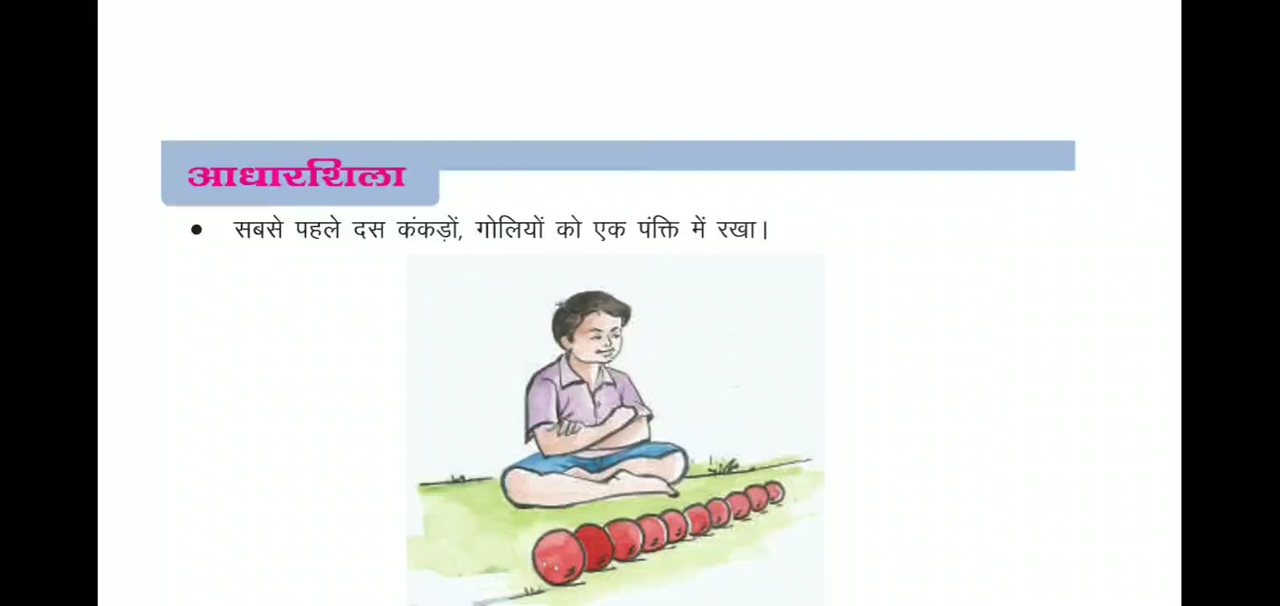 आधारशिला
● सबसे पहले दस कंकड़ों, गोलियों को एक पंक्ति में रखा।